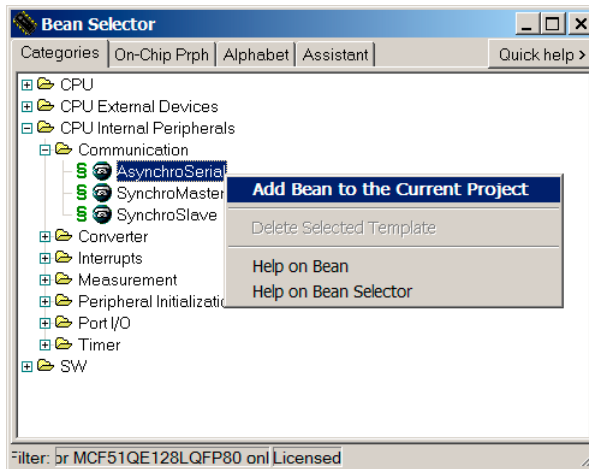 Bean Selector
Categories On-Chip Prph Alphabet Assistant Quick help >
CPU
CPU External Devices
CPU Internal Peripherals
Communication
AsynchroSerial
SynchroMaster
SynchroSlave
Converter
Interrupts
Measurement
Peripheral Initializatio
Port I/O
Timer
SW
Add Bean to the Current Project
Delete Selected Template
Help on Bean
Help on Bean Selector
Filter: or MCF51QE128LQFP80 onl Licensed